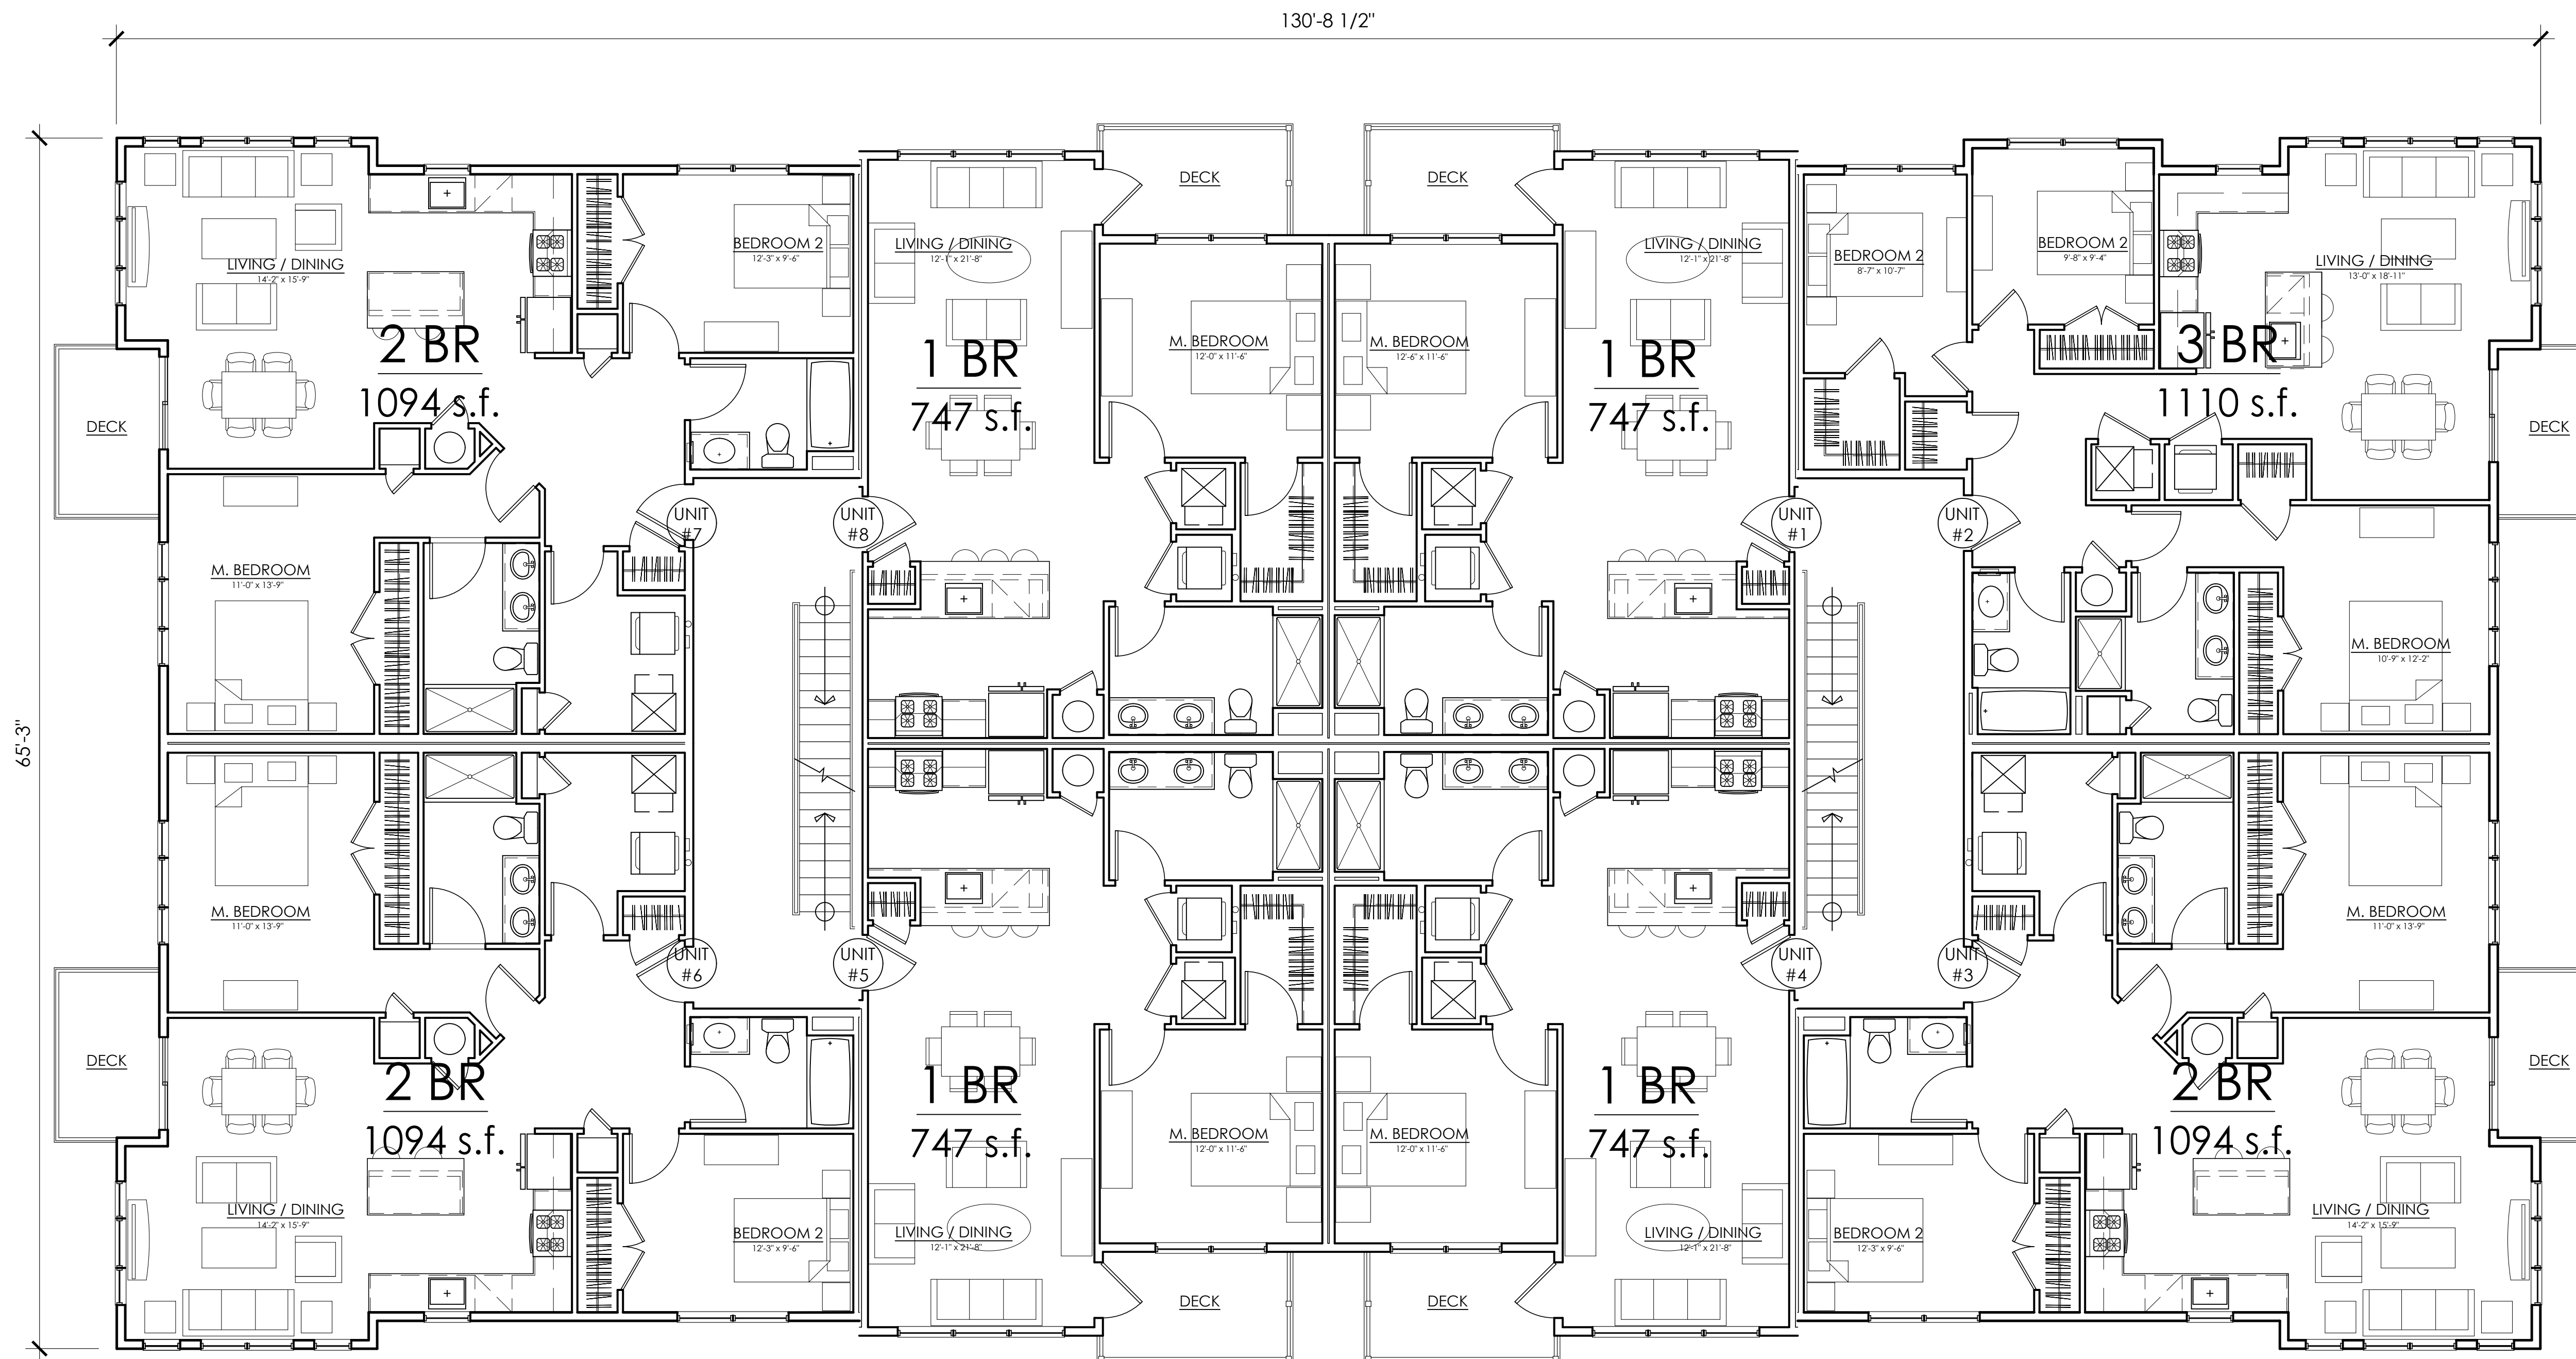 130'-8 1/2"
65'-3"
DECK
DECK
LIVING / DINING
14'-2" x 15'-9"
BEDROOM 2
12'-3" x 9'-6"
2 BR
1094 s.f.
DECK
M. BEDROOM
11'-0" x 13'-9"
UNIT
#7
LIVING / DINING
12'-1" x 21'-8"
M. BEDROOM
12'-0" x 11'-6"
1 BR
747 s.f.
UNIT
#8
LIVING / DINING
12'-1" x 21'-8"
M. BEDROOM
12'-6" x 11'-6"
1 BR
747 s.f.
UNIT
#1
BEDROOM 2
8'-7" x 10'-7"
BEDROOM 2
9'-8" x 9'-4"
LIVING / DINING
13'-0" x 18'-11"
3 BR
1110 s.f.
DECK
UNIT
#2
M. BEDROOM
10'-9" x 12'-2"
M. BEDROOM
11'-0" x 13'-9"
UNIT
#6
DECK
2 BR
1094 s.f.
LIVING / DINING
14'-2" x 15'-9"
BEDROOM 2
12'-3" x 9'-6"
UNIT
#5
1 BR
747 s.f.
M. BEDROOM
12'-0" x 11'-6"
LIVING / DINING
12'-1" x 21'-8"
DECK
UNIT
#4
1 BR
747 s.f.
M. BEDROOM
12'-0" x 11'-6"
LIVING / DINING
12'-1" x 21'-8"
DECK
UNIT
#3
M. BEDROOM
11'-0" x 13'-9"
DECK
2 BR
1094 s.f.
BEDROOM 2
12'-3" x 9'-6"
LIVING / DINING
14'-2" x 15'-9"